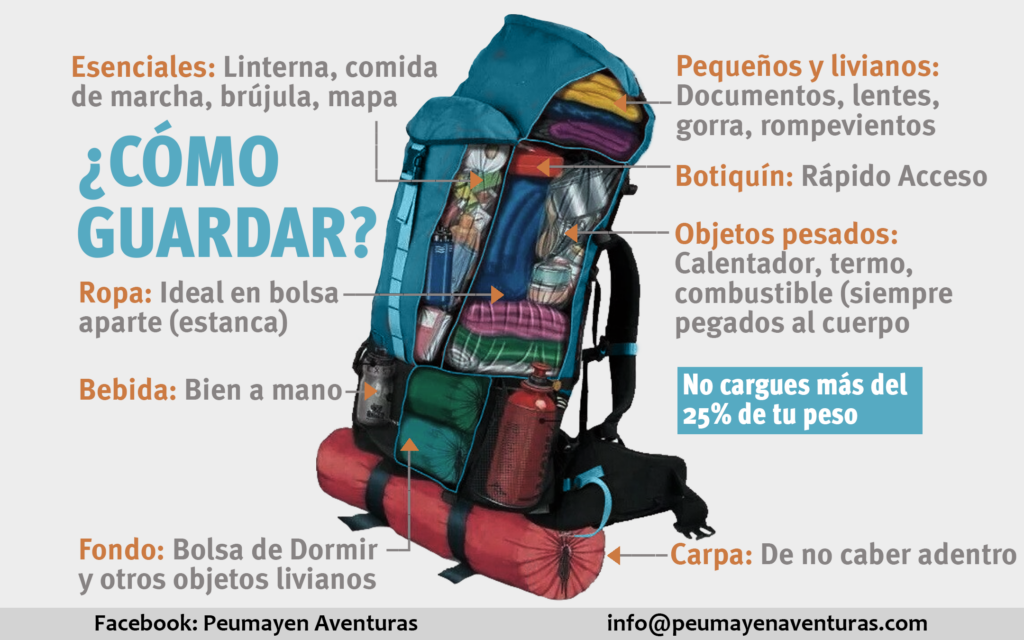 Esenciales: Linterna, comida
de marcha, brújula, mapa
¿CÓMO
GUARDAR?
Ropa: Ideal en bolsa
aparte (estanca)
Bebida: Bien a mano
Fondo: Bolsa de Dormir
y otros objetos livianos
Pequeños y livianos:
Documentos, lentes,
gorra, rompevientos
Botiquín: Rápido Acceso
Objetos pesados:
Calentador, termo,
combustible (siempre
pegados al cuerpo
No cargues más del
25% de tu peso
Carpa: De no caber adentro
Facebook: Peumayen Aventuras
info@peumayenaventuras.com